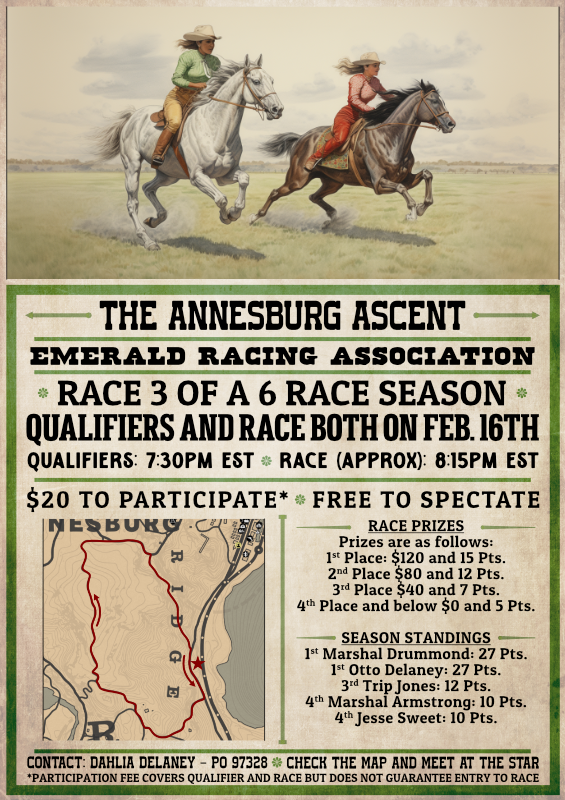 THE ANNESBURG ASCENT
EMERALD RACING ASSOCIATION
RACE 3 OF A 6 RACE SEASON
QUALIFIERS AND RACE BOTH ON FEB. 16TH
QUALIFIERS: 7:30PM EST RACE (APPROX): 8:15PM EST
$20 TO PARTICIPATE* FREE TO SPECTATE
NESBURG
RIDGE
R
RACE PRIZES
Prizes are as follows:
1st Place: $120 and 15 Pts.
2nd Place $80 and 12 Pts.
3rd Place $40 and 7 Pts.
4th Place and below $0 and 5 Pts.
SEASON STANDINGS
1st Marshal Drummond: 27 Pts.
1st Otto Delaney: 27 Pts.
3rd Trip Jones: 12 Pts.
4th Marshal Armstrong: 10 Pts.
4th Jesse Sweet: 10 Pts.
CONTACT: DAHLIA DELANEY – PO 97328 CHECK THE MAP AND MEET AT THE STAR
*PARTICIPATION FEE COVERS QUALIFIER AND RACE BUT DOES NOT GUARANTEE ENTRY TO RACE